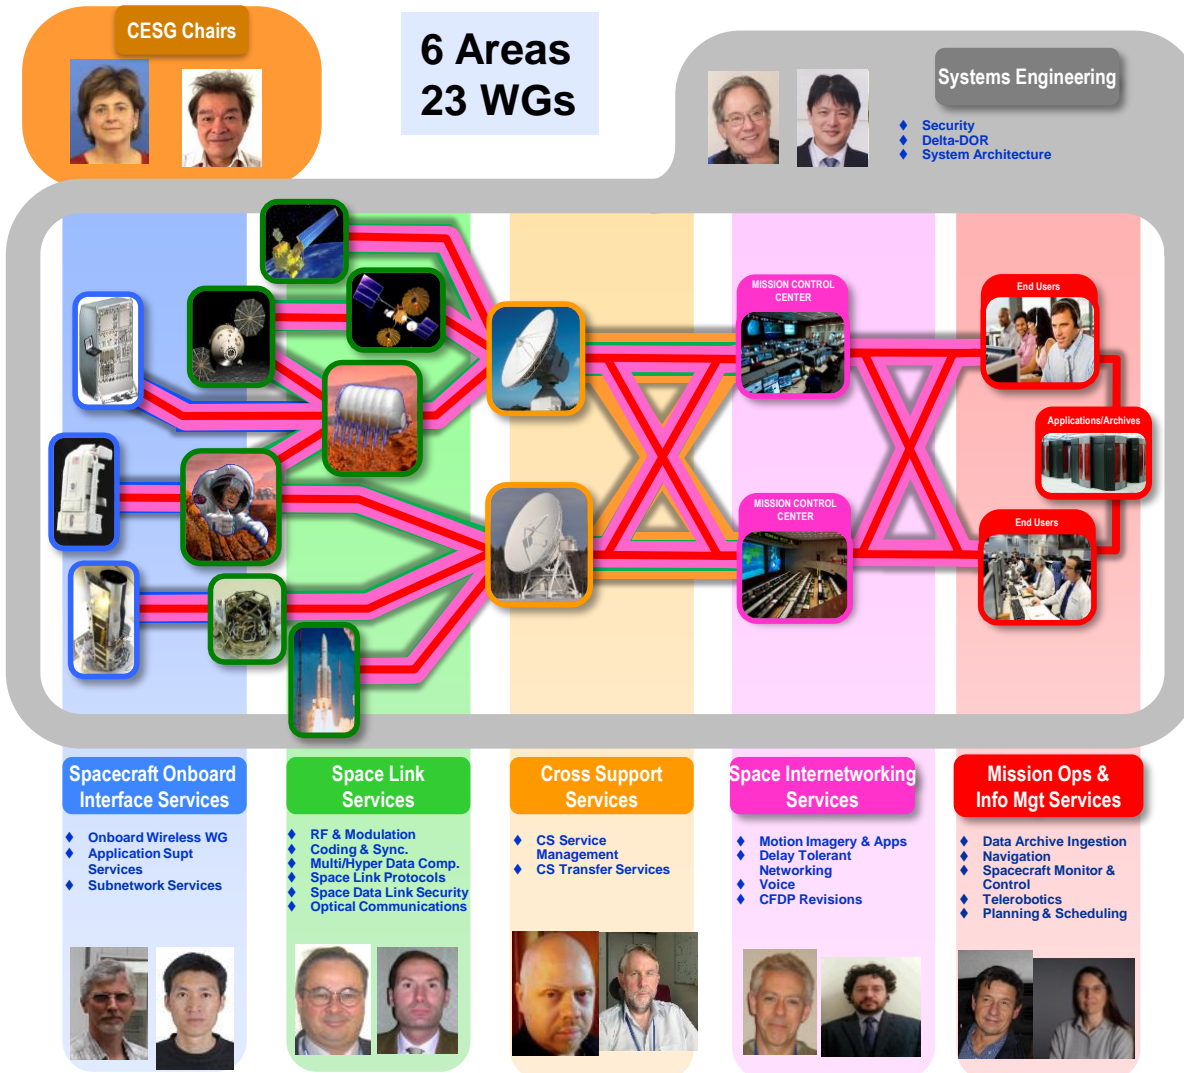 CESG Chairs
6 Areas
23 WGs
Systems Engineering
Security
Delta-DOR
System Architecture
MISSION CONTROL
CENTER
End Users
Applications/Archives
MISSION CONTROL
CENTER
End Users
Spacecraft Onboard
Interface Services
Onboard Wireless WG
Application Supt
Services
Subnetwork Services
Space Link
Services
RF & Modulation
Coding & Sync.
Multi/Hyper Data Comp.
Space Link Protocols
Space Data Link Security
Optical Communications
Cross Support
Services
CS Service
Management
CS Transfer Services
Space Internetworking
Services
Motion Imagery & Apps
Delay Tolerant
Networking
Voice
CFDP Revisions
Mission Ops &
Info Mgt Services
Data Archive Ingestion
Navigation
Spacecraft Monitor &
Control
Telerobotics
Planning & Scheduling